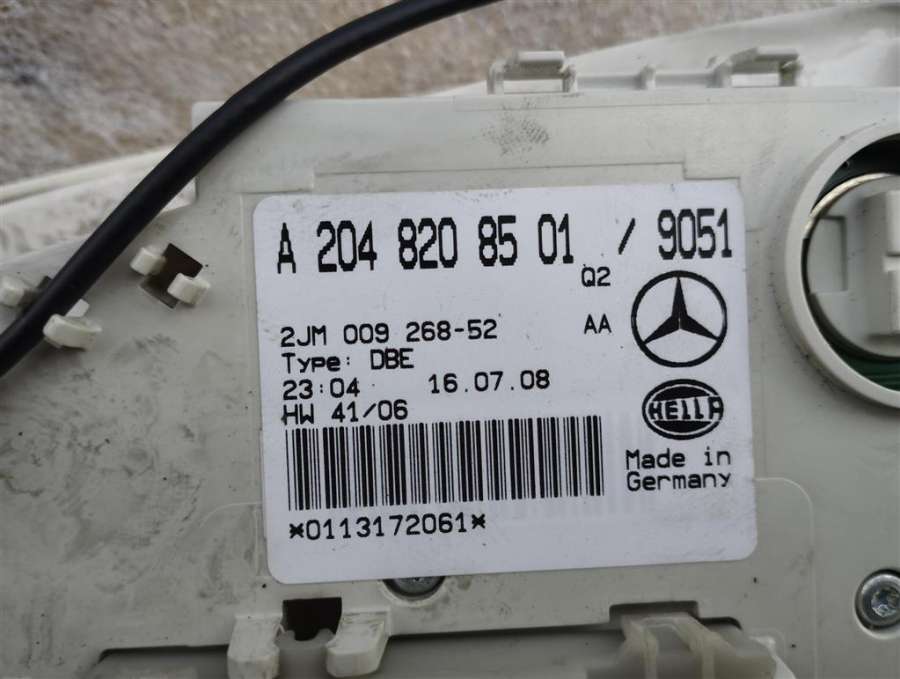 A 204 820 85 01 / 9051
Q2
2JM 009 268-52 AA
Type: DBE
23:04 16.07.08
HW 41/06
HELLA
Made in
Germany
*0113172061*